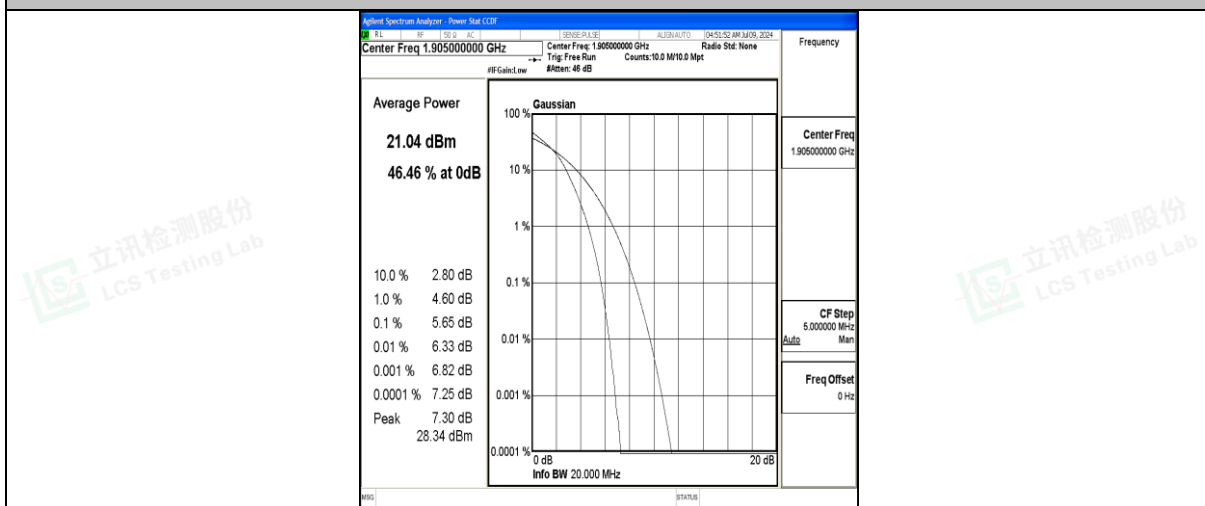 Agilent Spectrum Analyzer - Power Stat CCDF
RL RF 50 Ω AC SENSE:PULSE ALIGN AUTO 04:51:52 AM Jul 09, 2024
Center Freq 1.905000000 GHz
Center Freq: 1.905000000 GHz Radio Std: None
Trig: Free Run Counts:10.0 M/10.0 Mpt
#IFGain:Low #Atten: 46 dB
Frequency
Average Power
21.04 dBm
46.46 % at 0dB
10.0 % 2.80 dB
1.0 % 4.60 dB
0.1 % 5.65 dB
0.01 % 6.33 dB
0.001 % 6.82 dB
0.0001 % 7.25 dB
Peak 7.30 dB
28.34 dBm
Gaussian
100 %
10 %
1 %
0.1 %
0.01 %
0.001 %
0.0001 %
0 dB 20 dB
Info BW 20.000 MHz
Center Freq
1.905000000 GHz
CF Step
5.000000 MHz
Auto Man
Freq Offset
0 Hz
MSG STATUS
立讯检测股份
LCS Testing Lab
立讯检测股份
LCS Testing Lab